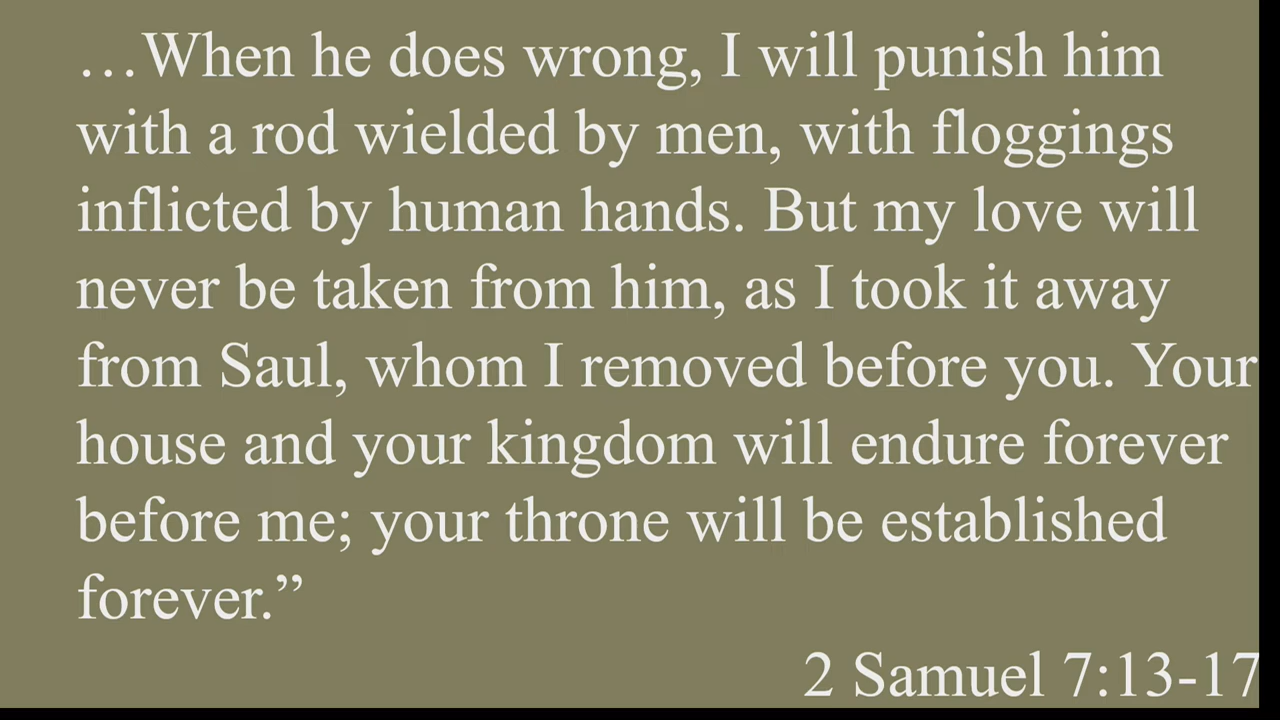 …When he does wrong, I will punish him
with a rod wielded by men, with floggings
inflicted by human hands. But my love will
never be taken from him, as I took it away
from Saul, whom I removed before you. Your
house and your kingdom will endure forever
before me; your throne will be established
forever.”
2 Samuel 7:13-17